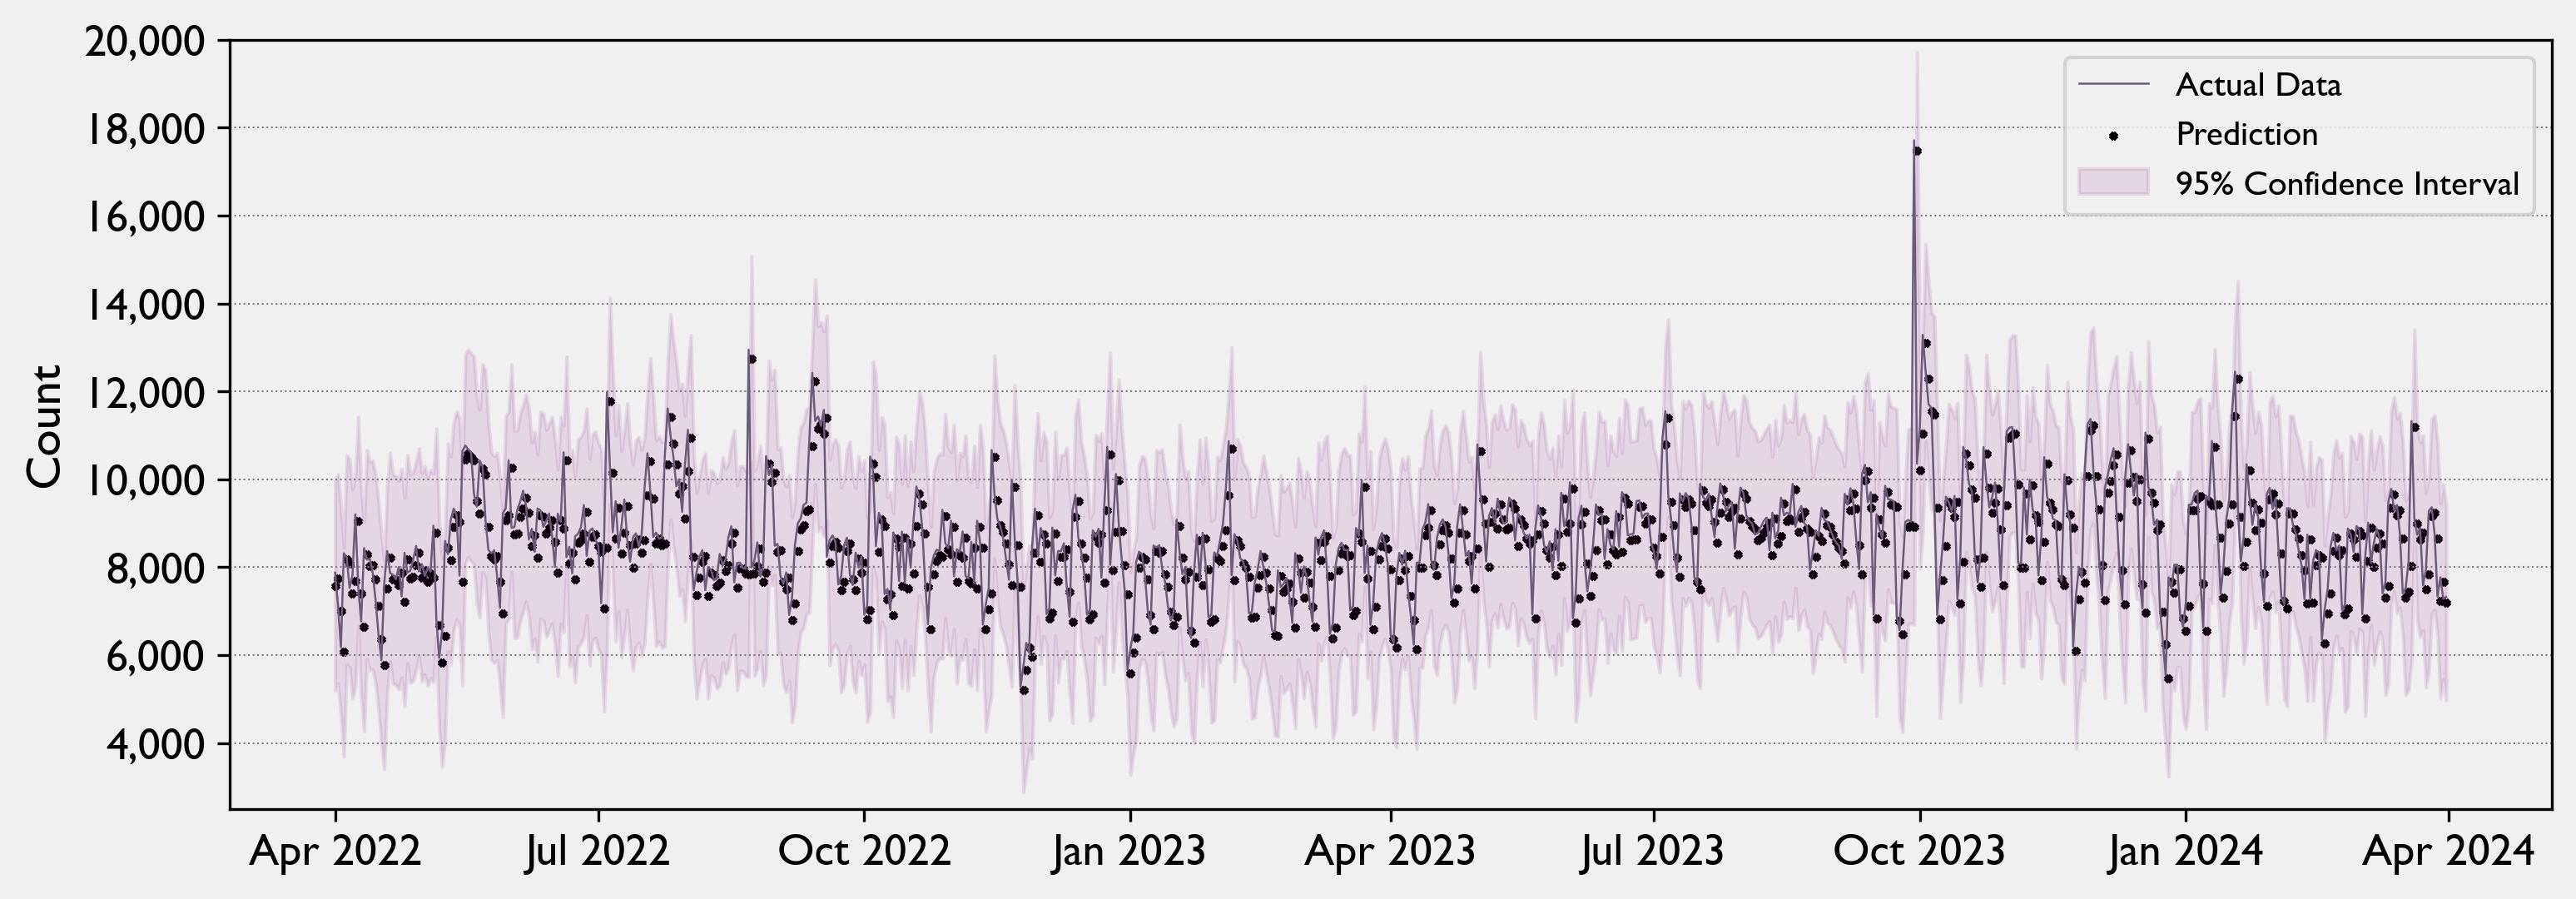 20,000
18,000
16,000
14,000
12,000
10,000
8,000
6,000
4,000
Count
Actual Data
Prediction
95% Confidence Interval
Apr 2022 Jul 2022 Oct 2022 Jan 2023 Apr 2023 Jul 2023 Oct 2023 Jan 2024 Apr 2024